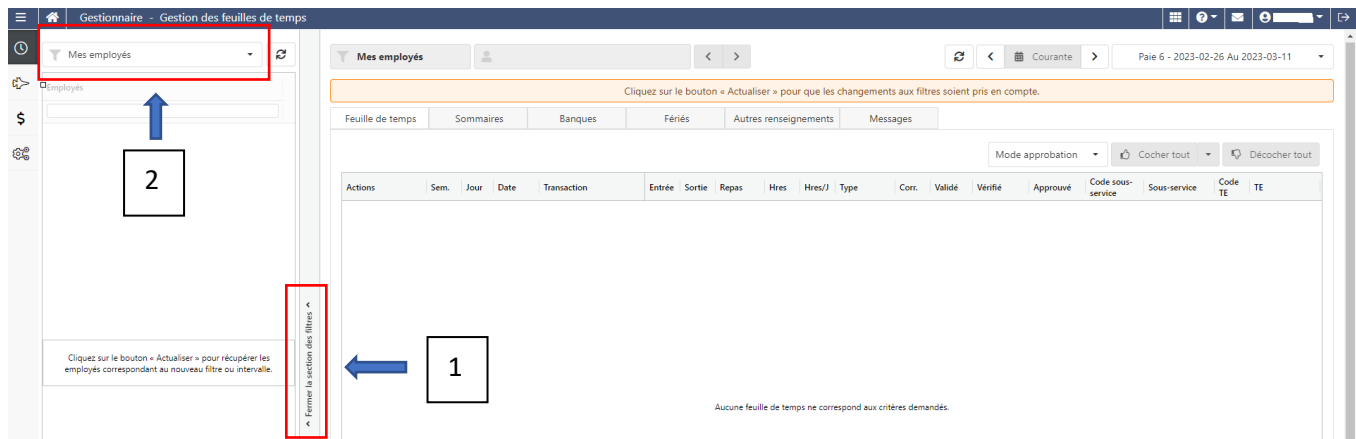 Gestionnaire - Gestion des feuilles de temps
Mes employés
Employés
2
Cliquez sur le bouton « Actualiser » pour récupérer les
employés correspondant au nouveau filtre ou intervalle.
Fermer la section des filtres
1
Mes employés
Courante
Paie 6 - 2023-02-26 Au 2023-03-11
Cliquez sur le bouton « Actualiser » pour que les changements aux filtres soient pris en compte.
Feuille de temps Sommaires Banques Fériés Autres renseignements Messages
Mode approbation Cocher tout Décocher tout
Actions Sem. Jour Date Transaction Entrée Sortie Repas Hres Hres/J Type Corr. Validé Vérifié Approuvé Code sous-service Sous-service Code TE TE
Aucune feuille de temps ne correspond aux critères demandés.